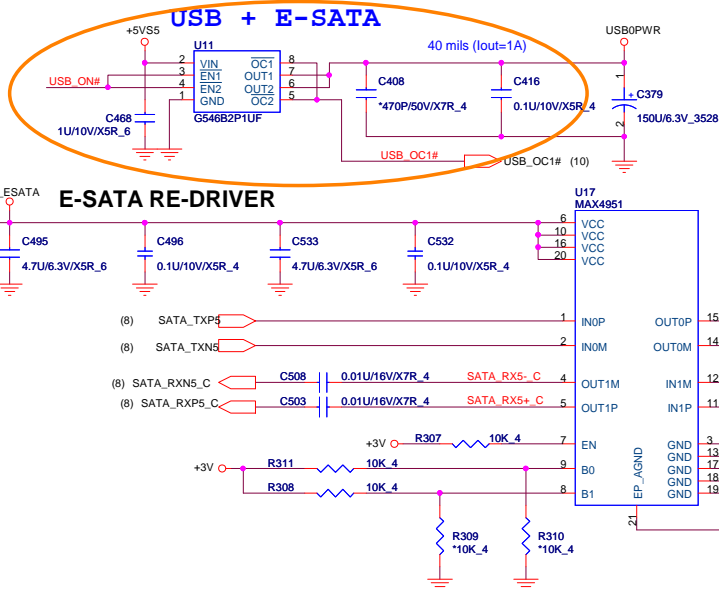 USB + E-SATA
+5VS5
U11
40 mils (Iout=1A)
USB0PWR
2 VIN OC1 8
3 EN1 OUT1 7
4 EN2 OUT2 6
1 GND OC2 5
USB_ON#
G546B2P1UF
C468
1U/10V/X5R_6
C408
*470P/50V/X7R_4
C416
0.1U/10V/X5R_4
1
+
C379
150U/6.3V_3528
2
USB_OC1#
USB_OC1# (10)
_ESATA
E-SATA RE-DRIVER
U17
MAX4951
C495
4.7U/6.3V/X5R_6
C496
0.1U/10V/X5R_4
C533
4.7U/6.3V/X5R_6
C532
0.1U/10V/X5R_4
6 VCC
10 VCC
16 VCC
20 VCC
(8) SATA_TXP5 1 IN0P OUT0P 15
(8) SATA_TXN5 2 IN0M OUT0M 14
(8) SATA_RXN5_C C508 0.01U/16V/X7R_4 SATA_RX5-_C 4 OUT1M IN1M 12
(8) SATA_RXP5_C C503 0.01U/16V/X7R_4 SATA_RX5+_C 5 OUT1P IN1P 11
+3V R307 10K_4 7 EN GND 3
GND 13
+3V R311 10K_4 9 B0 GND 17
GND 18
R308 10K_4 8 B1 GND 19
EP_AGND
21
R309
*10K_4
R310
*10K_4